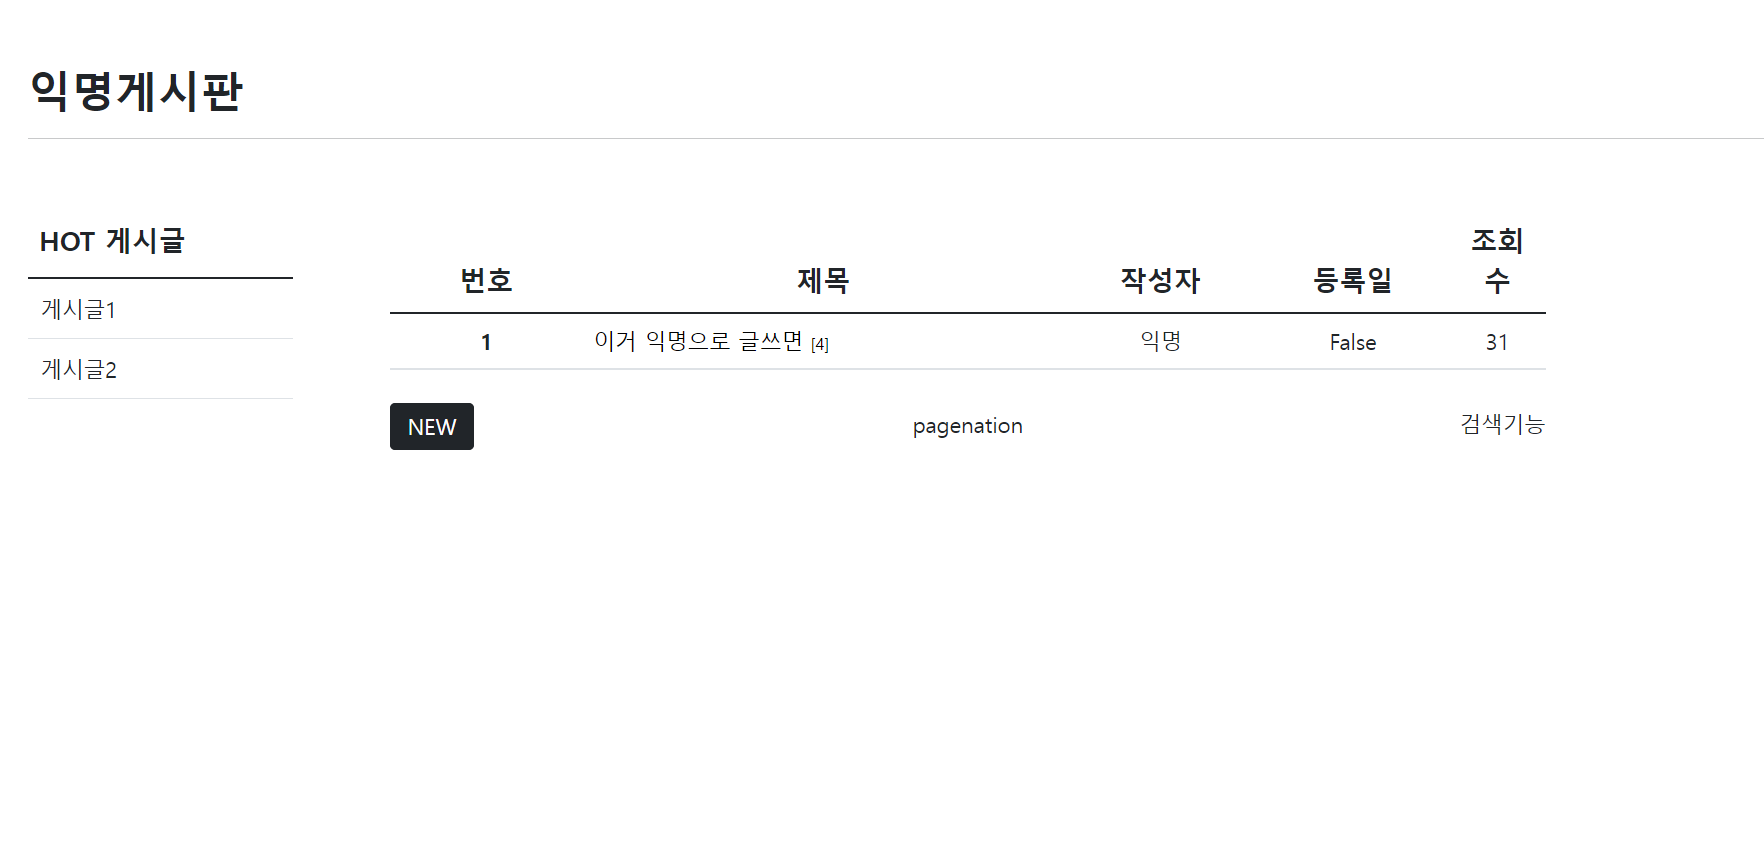 익명게시판
HOT 게시글
게시글1
게시글2
번호 제목 작성자 등록일 조회
수
1 이거 익명으로 글쓰면 [4] 익명 False 31
NEW pagenation 검색기능